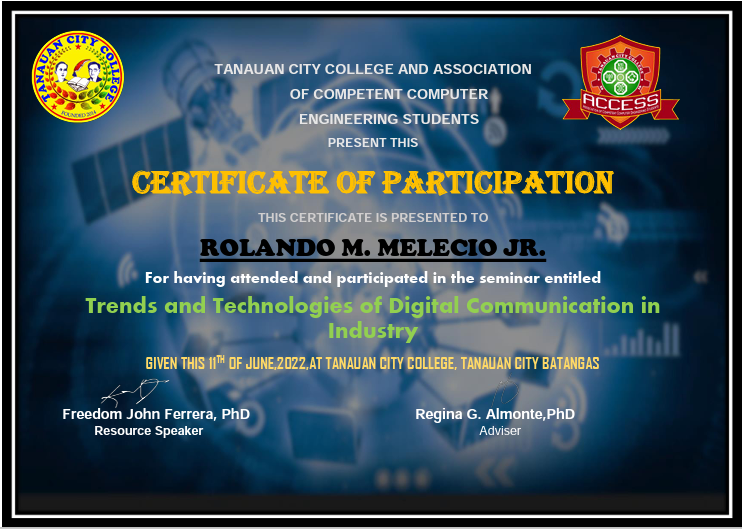 TANAUAN CITY COLLEGE
FOUNDED 2014
TANAUAN CITY COLLEGE AND ASSOCIATION
OF COMPETENT COMPUTER
ENGINEERING STUDENTS
PRESENT THIS
ACCESS
CERTIFICATE OF PARTICIPATION
THIS CERTIFICATE IS PRESENTED TO
ROLANDO M. MELECIO JR.
For having attended and participated in the seminar entitled
Trends and Technologies of Digital Communication in
Industry
GIVEN THIS 11TH OF JUNE,2022,AT TANAUAN CITY COLLEGE, TANAUAN CITY BATANGAS
Freedom John Ferrera, PhD
Resource Speaker
Regina G. Almonte,PhD
Adviser